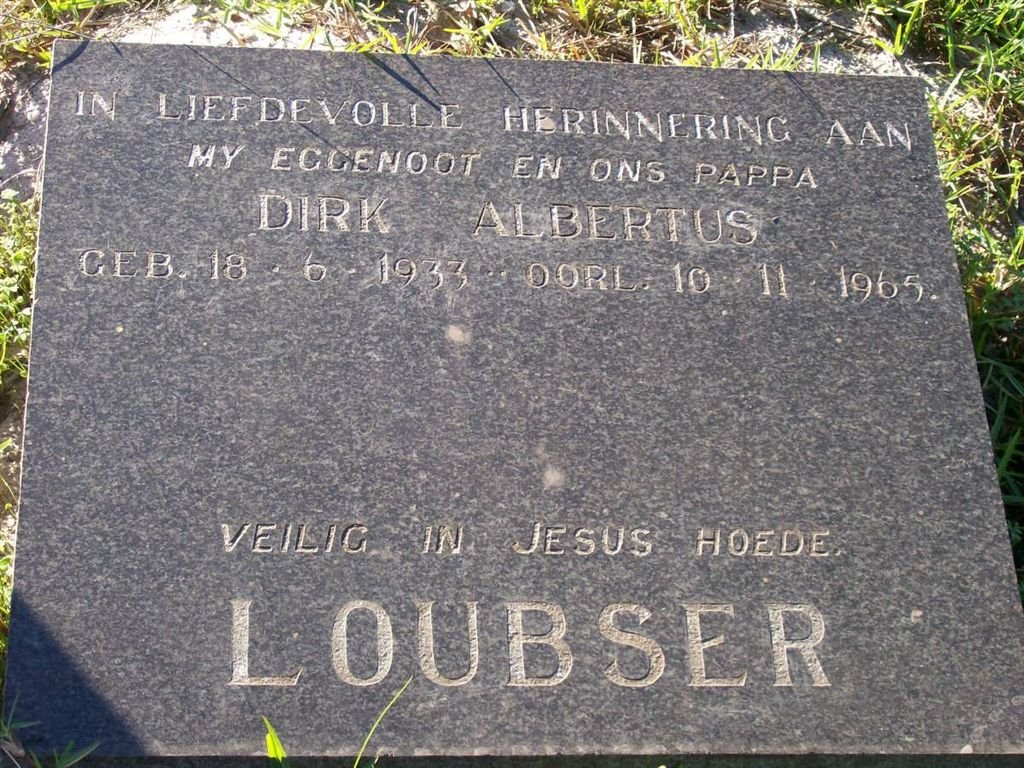 IN LIEFDEVOLLE HERINNERING AAN
MY EGGENOOT EN ONS PAPPA
DIRK ALBERTUS
GEB. 18 · 6 · 1933 ·· OORL. 10 · 11 · 1965.
VEILIG IN JESUS HOEDE.
LOUBSER